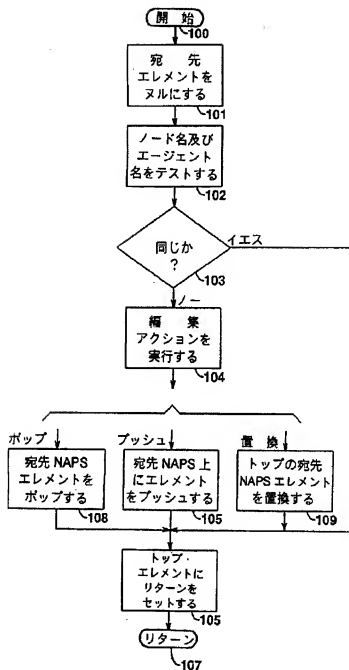 開始
100
宛先
エレメントを
ヌルにする
101
ノード名及び
エージェント
名をテストする
102
同じか
?
イエス
103
ノー
編集
アクションを
実行する
104
ポップ
プッシュ
置換
宛先 NAPS
エレメントを
ポップする
108
宛先 NAPS 上
にエレメント
をプッシュする
105
トップの宛先
NAPS エレメント
を置換する
109
トップ・
エレメントに
リターンを
セットする
105
リターン
107